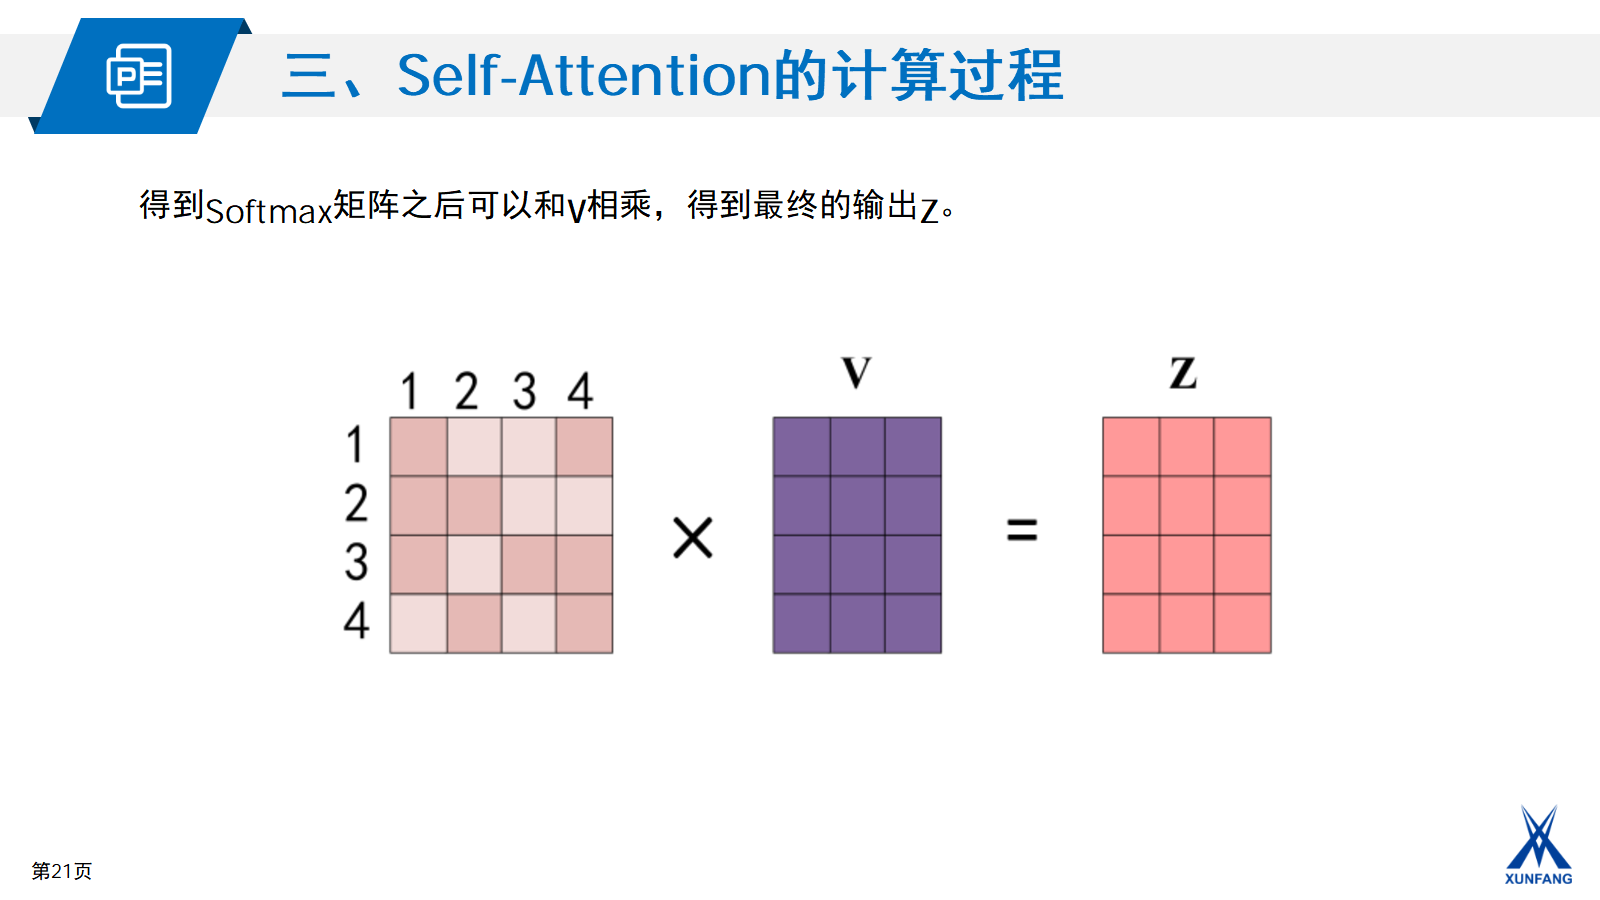 三、Self-Attention的计算过程
得到Softmax矩阵之后可以和V相乘，得到最终的输出Z。
V Z
1 2 3 4
1
2
3
4
× =
第21页
XUNFANG